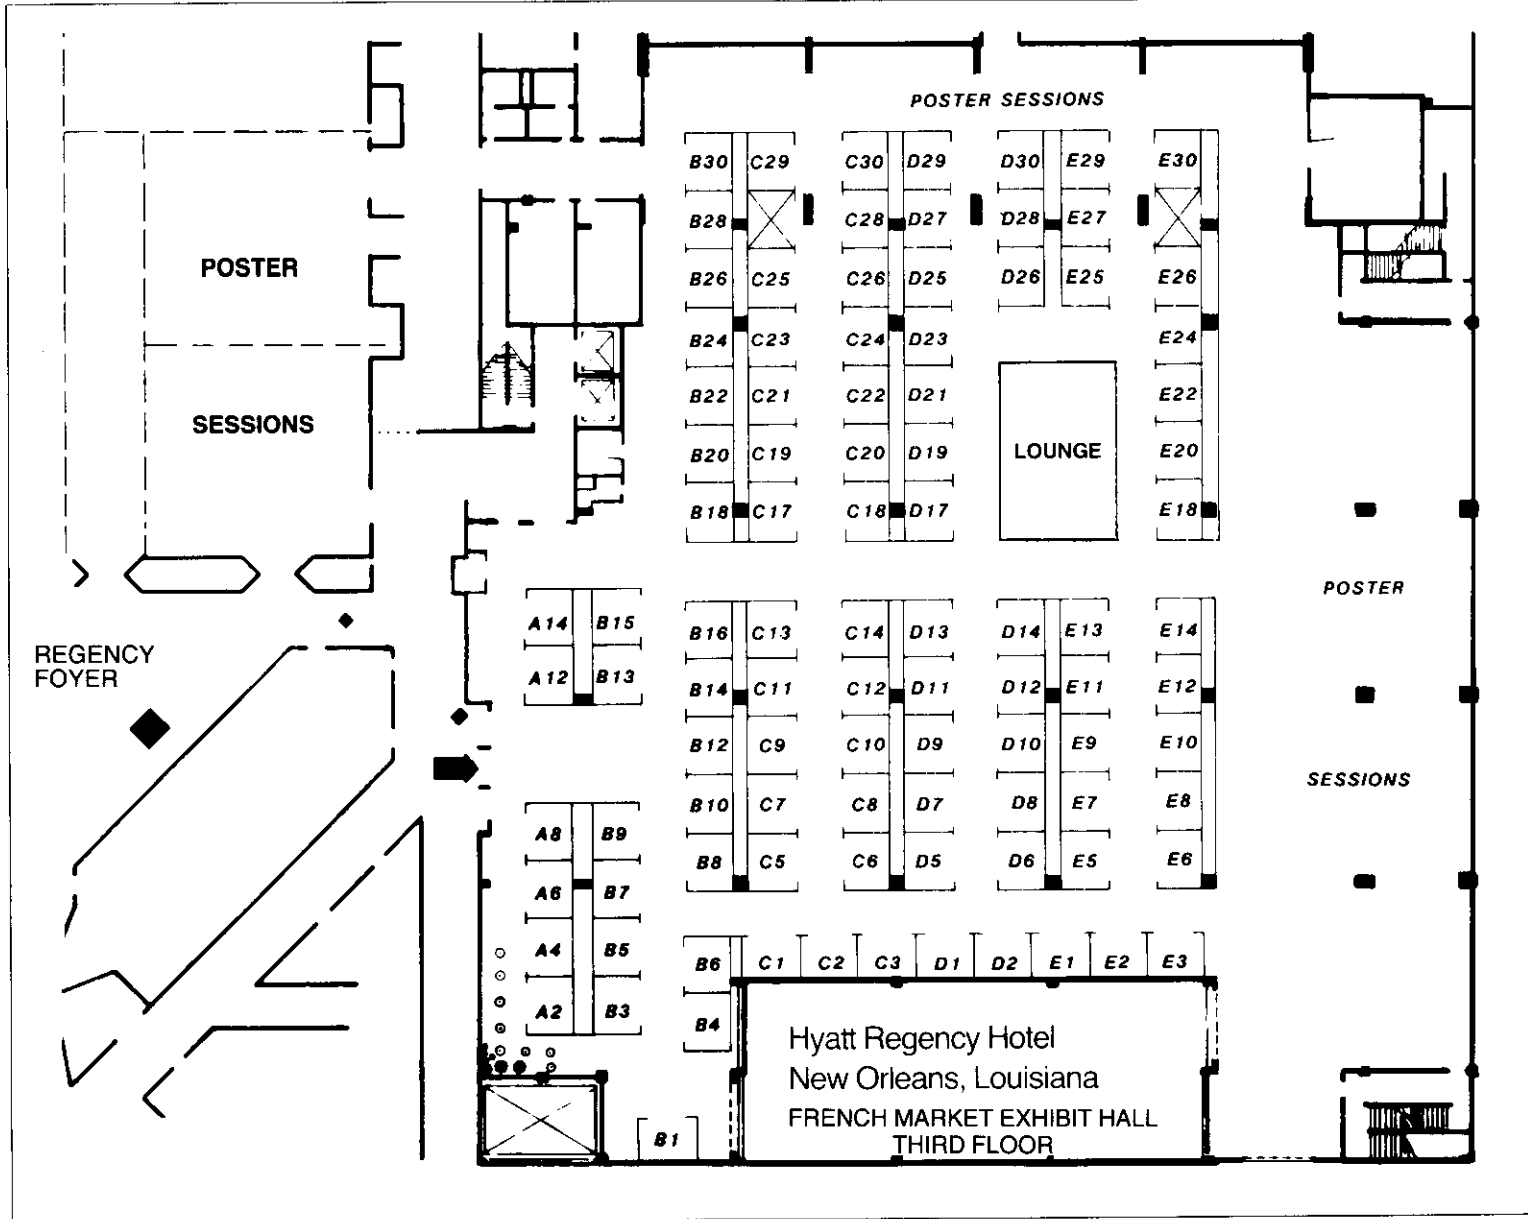 POSTER SESSIONS
B30 C29 C30 D29 D30 E29 E30
B28 C28 D27 D28 E27
POSTER
B26 C25 C26 D25 D26 E25 E26
B24 C23 C24 D23 E24
B22 C21 C22 D21 E22
SESSIONS
LOUNGE
B20 C19 C20 D19 E20
B18 C17 C18 D17 E18
POSTER
A14 B15 B16 C13 C14 D13 D14 E13 E14
REGENCY
FOYER
A12 B13 B14 C11 C12 D11 D12 E11 E12
B12 C9 C10 D9 D10 E9 E10
SESSIONS
B10 C7 C8 D7 D8 E7 E8
A8 B9 B8 C5 C6 D5 D6 E5 E6
A6 B7
A4 B5 B6 C1 C2 C3 D1 D2 E1 E2 E3
A2 B3 B4
Hyatt Regency Hotel
New Orleans, Louisiana
FRENCH MARKET EXHIBIT HALL
THIRD FLOOR
B1